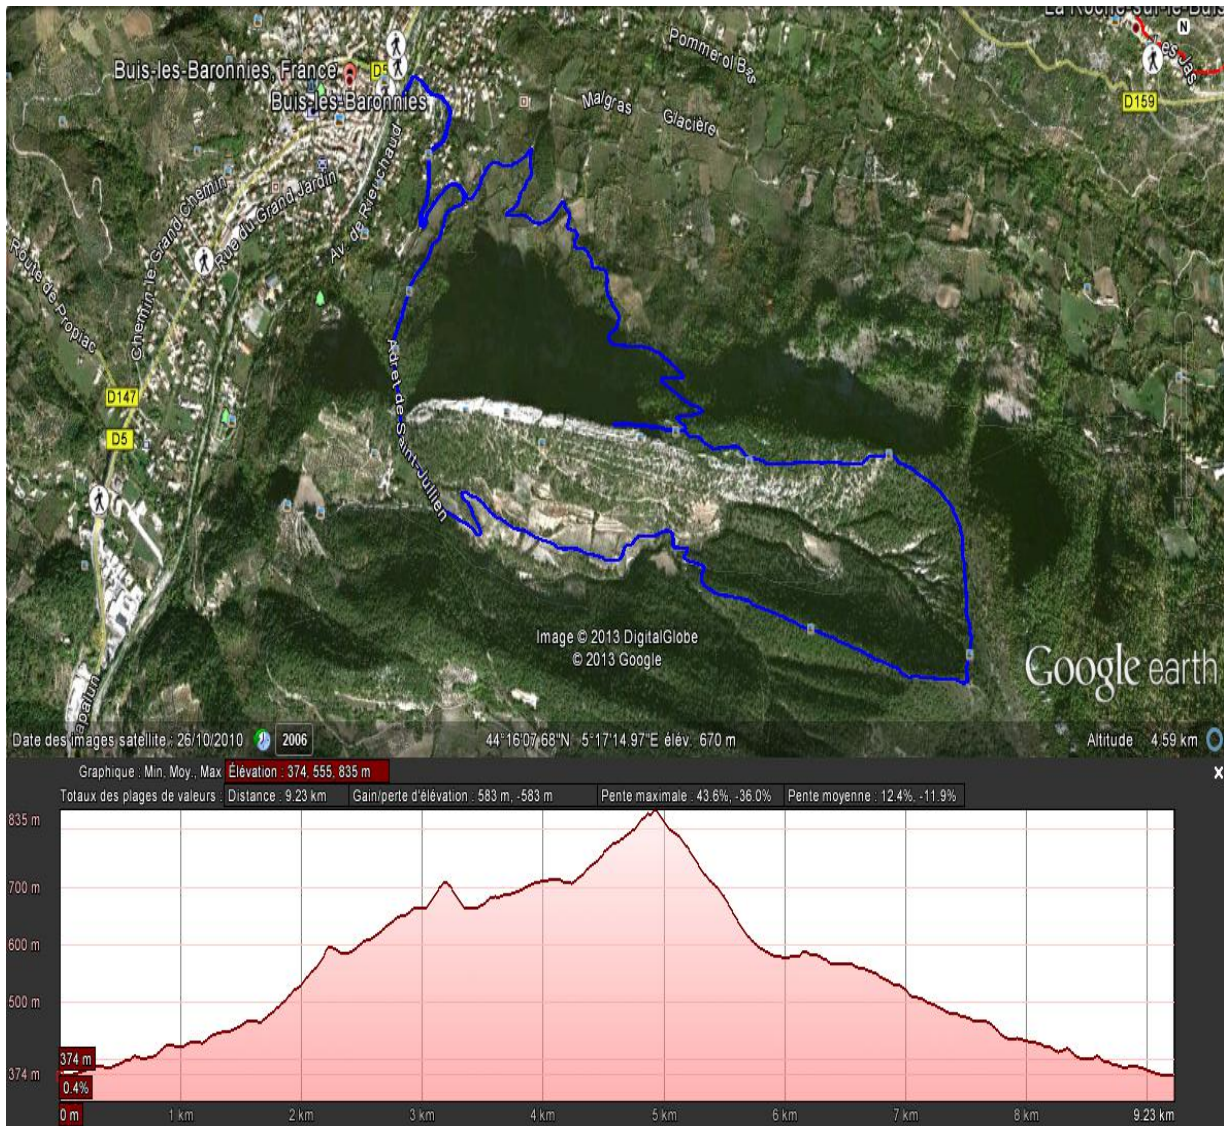 La Roche-sur-le-Buis
N
Les Jas
D159
Pommerol Bas
Malgras
Glacière
Buis-les-Baronnies, France
D5
Buis-les-Baronnies
Av. de Rieuchaud
Rue du Grand Jardin
Chemin le Grand Chemin
Route de Propiac
D147
D5
Adret-de-Saint-Jullien
Image © 2013 DigitalGlobe
© 2013 Google
Google earth
Date des images satellite : 26/10/2010 2006 44°16'07.68"N 5°17'14.97"E élév. 670 m Altitude 4.59 km
Graphique : Min, Moy., Max Élévation : 374, 555, 835 m x
Totaux des plages de valeurs : Distance : 9.23 km Gain/perte d'élévation : 583 m, -583 m Pente maximale : 43.6%, -36.0% Pente moyenne : 12.4%, -11.9%
835 m
700 m
600 m
500 m
374 m
374 m
0.4%
0 m 1 km 2 km 3 km 4 km 5 km 6 km 7 km 8 km 9.23 km